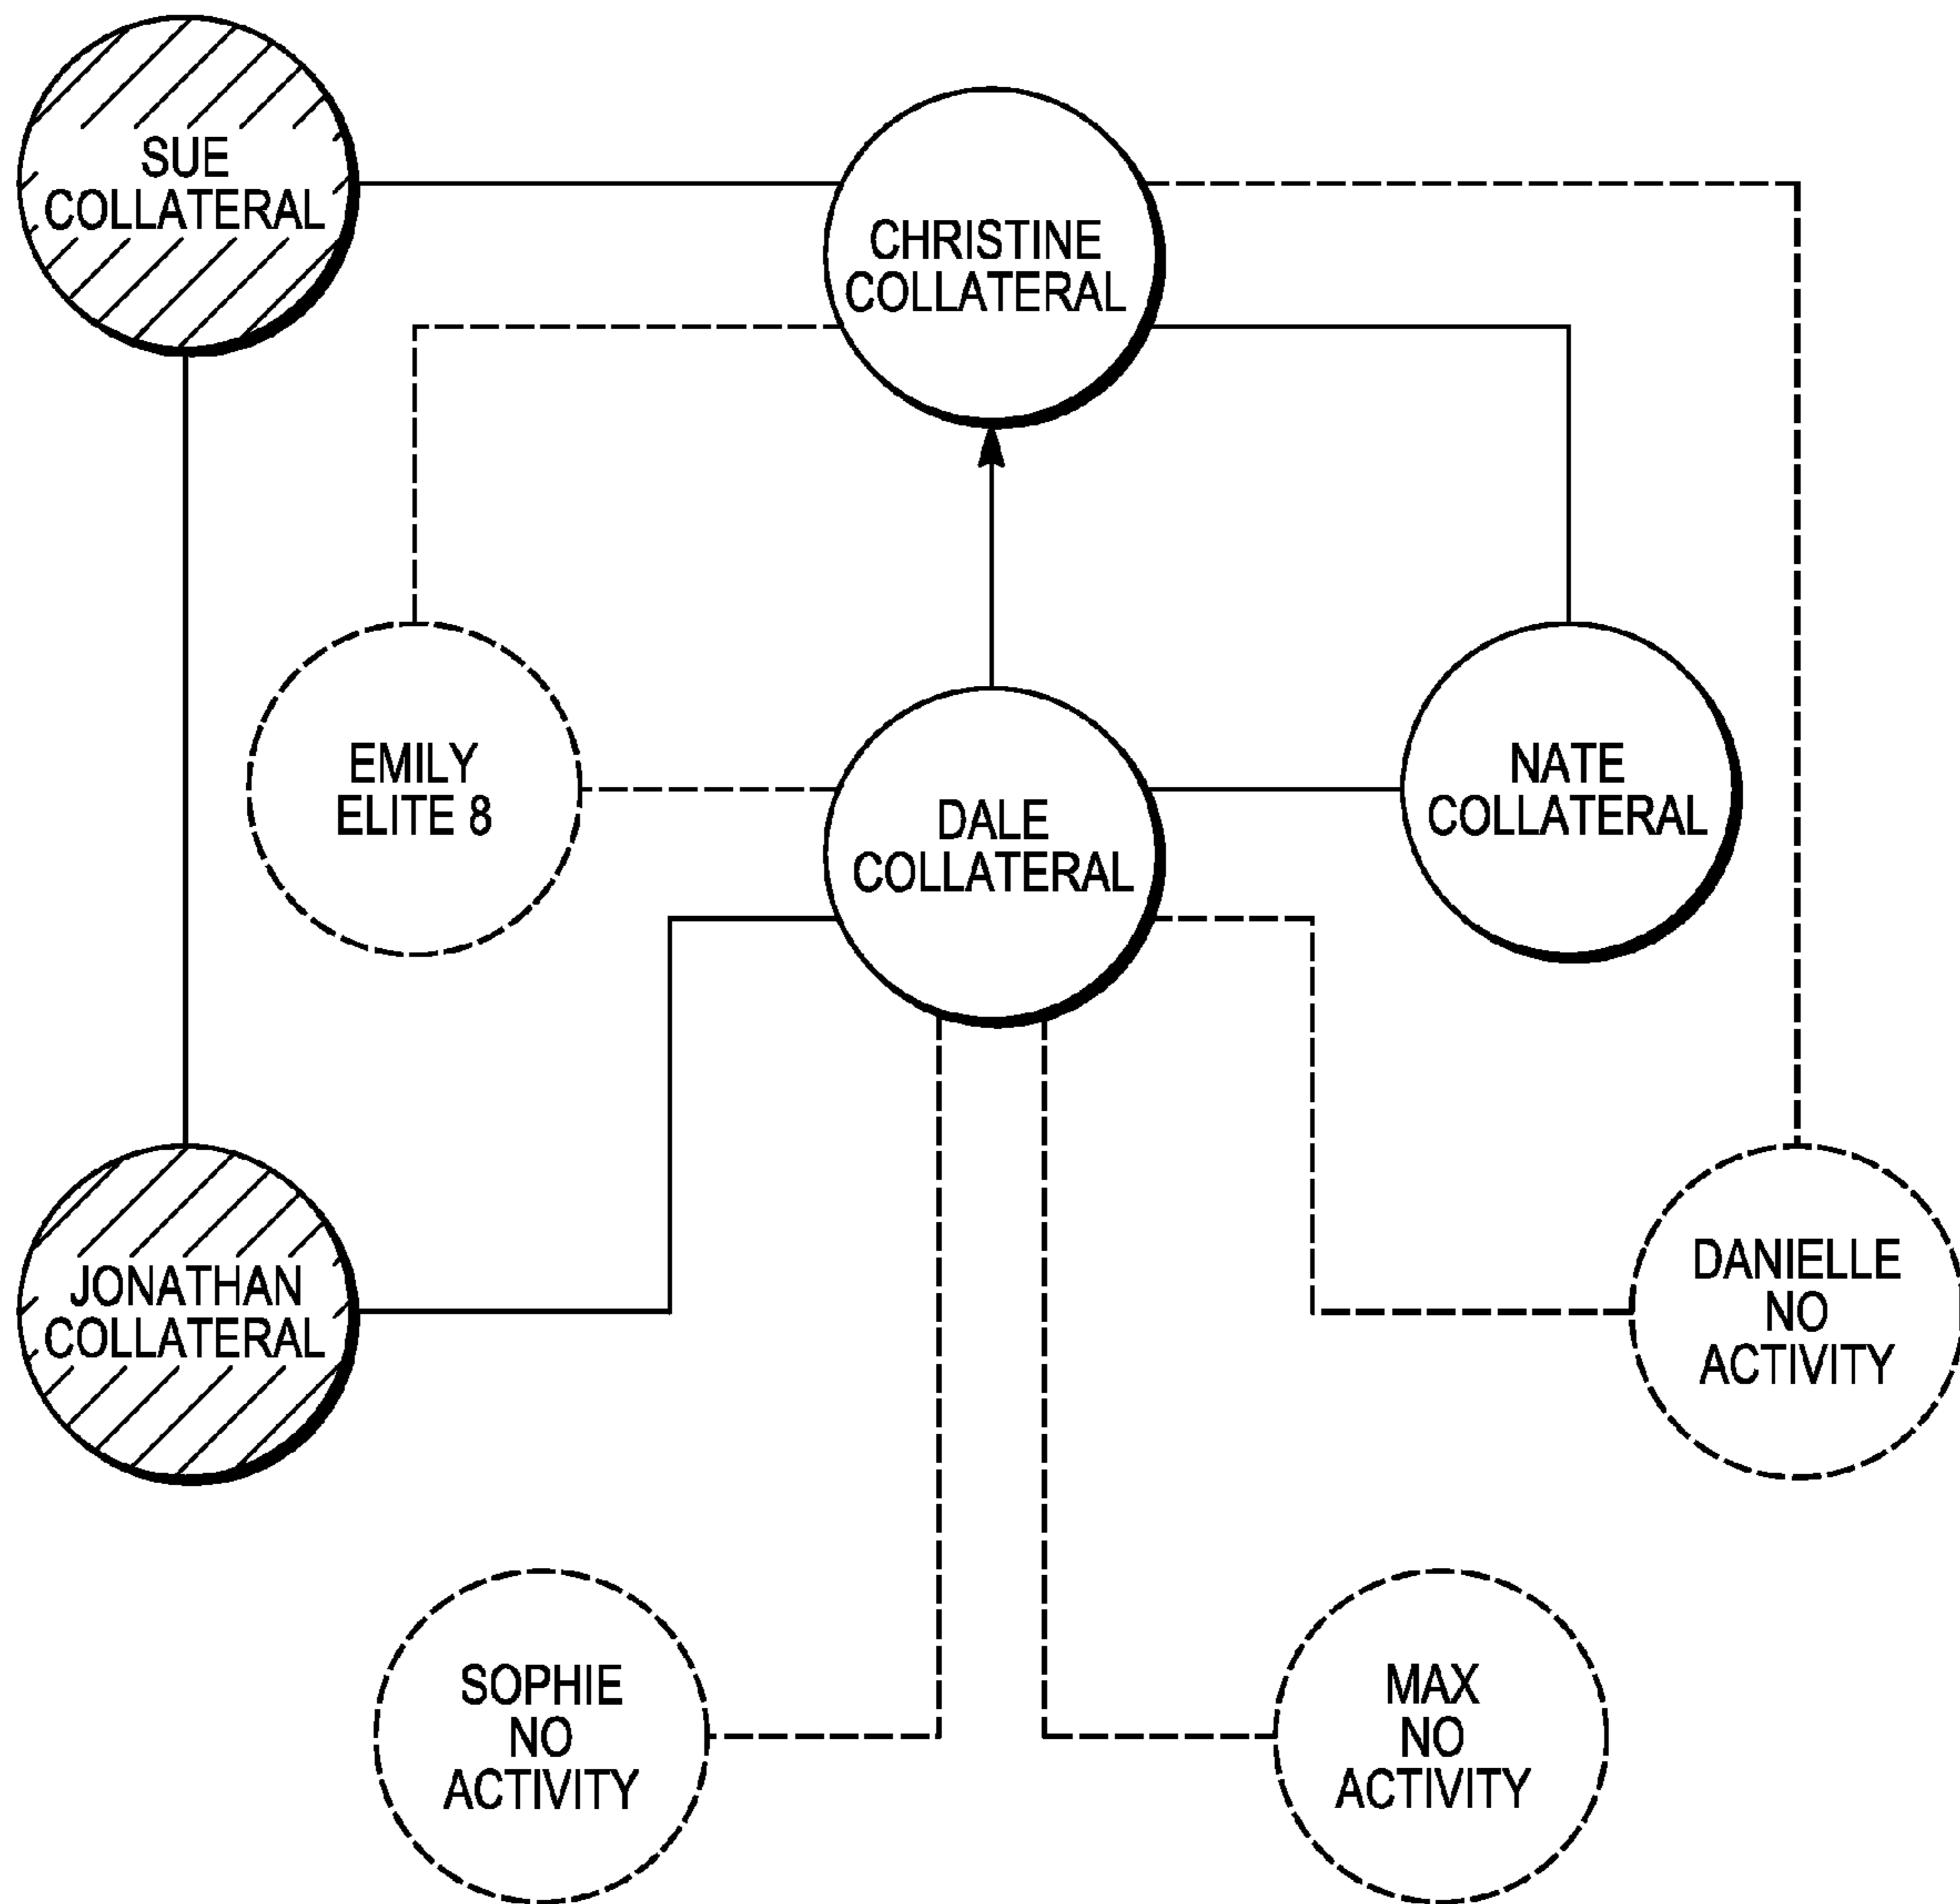 SUE
COLLATERAL
CHRISTINE
COLLATERAL
EMILY
ELITE 8
DALE
COLLATERAL
NATE
COLLATERAL
JONATHAN
COLLATERAL
DANIELLE
NO
ACTIVITY
SOPHIE
NO
ACTIVITY
MAX
NO
ACTIVITY